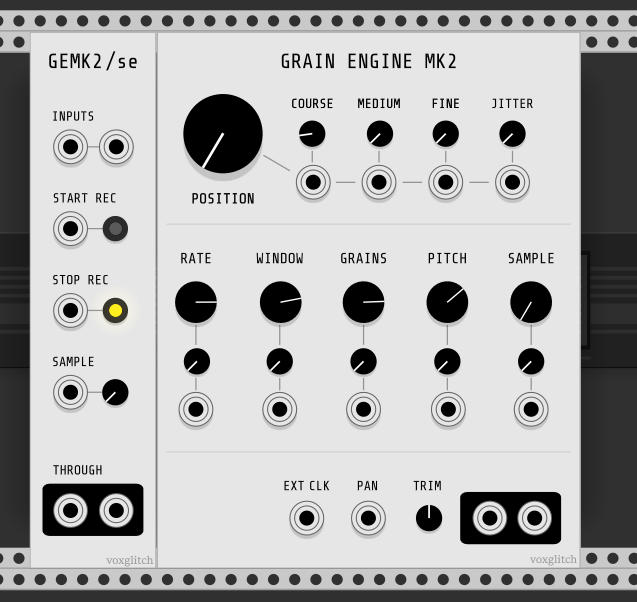 GEMK2/se
INPUTS
START REC
STOP REC
SAMPLE
THROUGH
voxglitch
GRAIN ENGINE MK2
COURSE MEDIUM FINE JITTER
POSITION
RATE WINDOW GRAINS PITCH SAMPLE
EXT CLK PAN TRIM
voxglitch